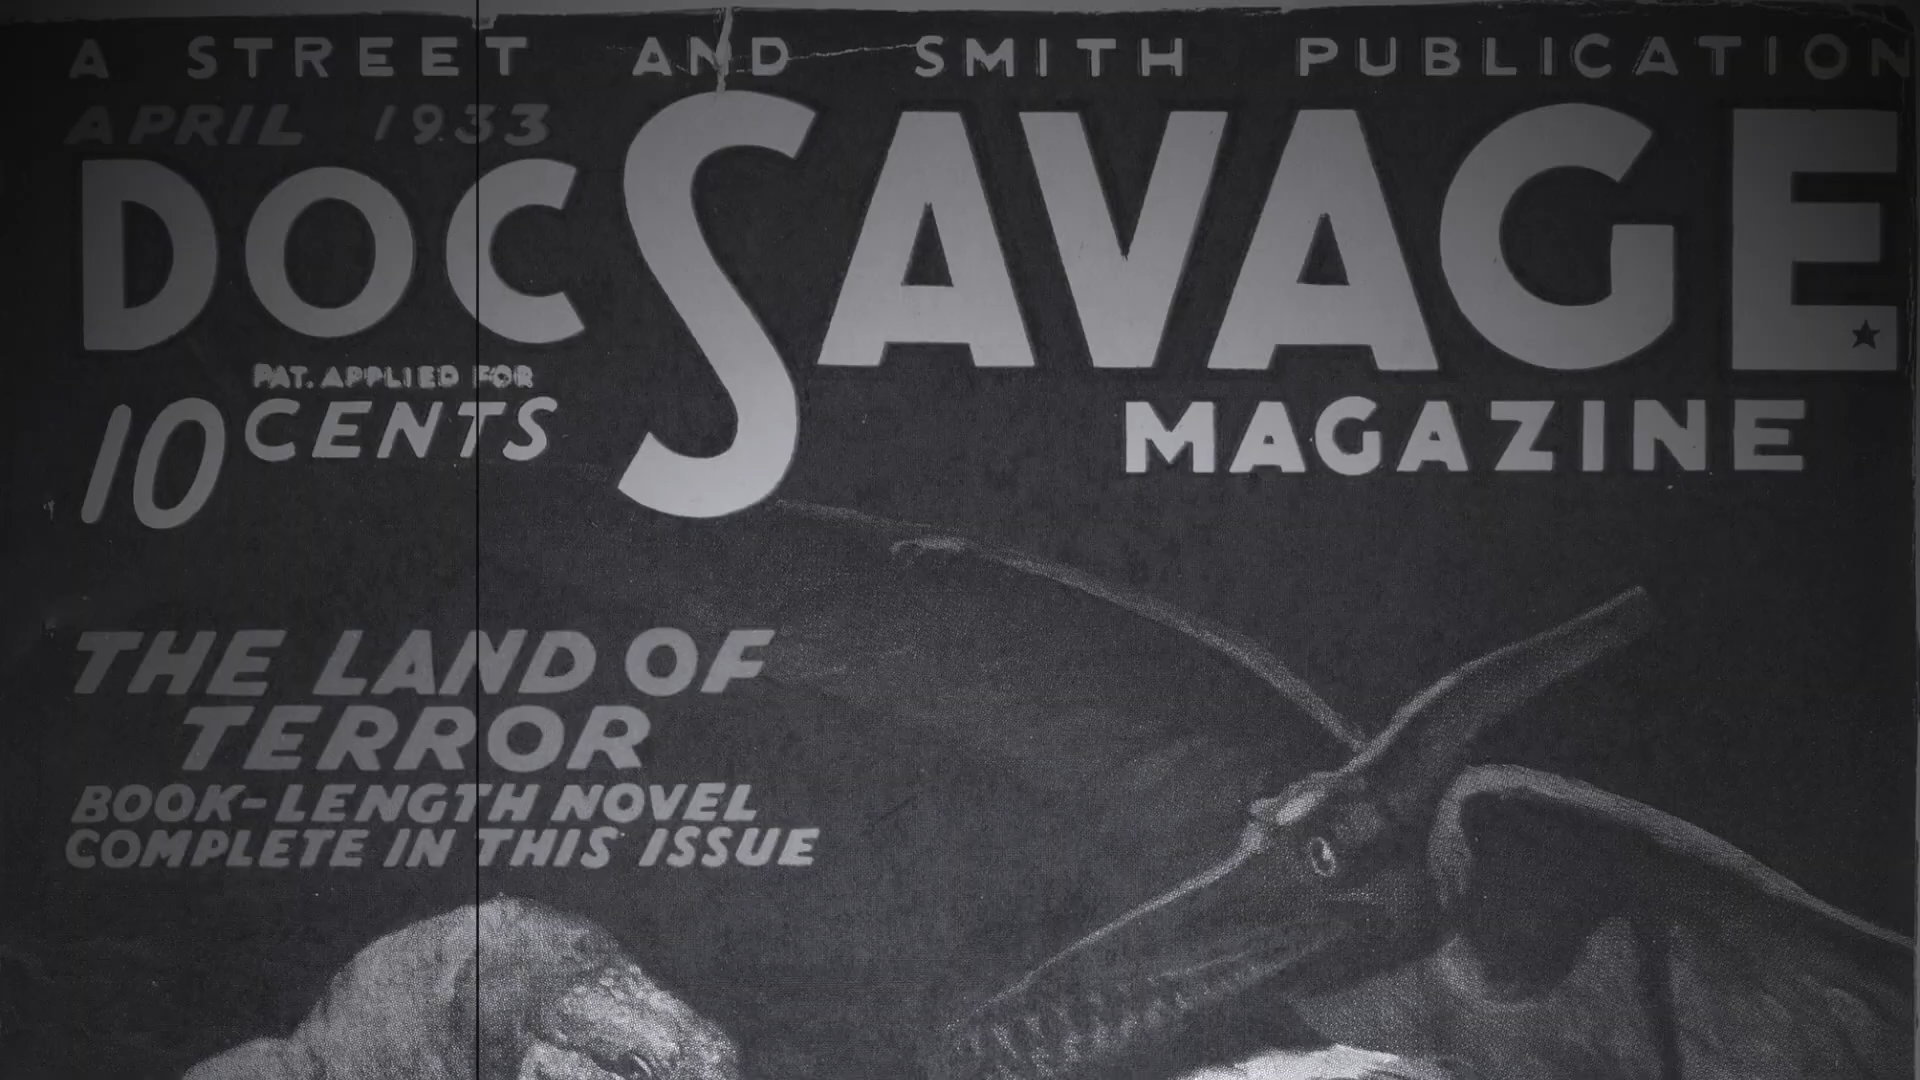 A STREET AND SMITH PUBLICATION
APRIL 1933
DOC SAVAGE
MAGAZINE
PAT. APPLIED FOR
10 CENTS
THE LAND OF
TERROR
BOOK-LENGTH NOVEL
COMPLETE IN THIS ISSUE